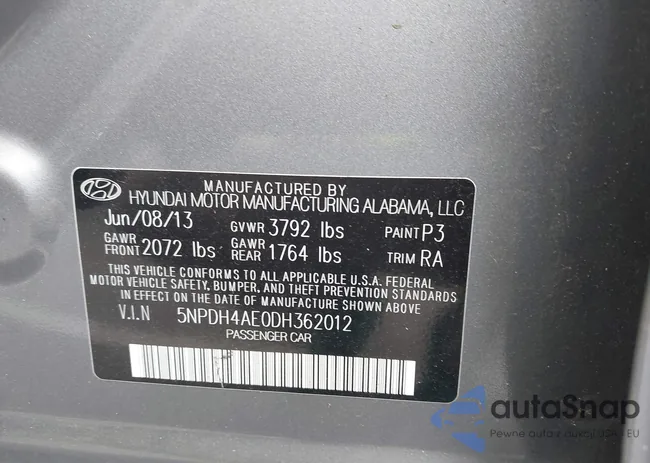 MANUFACTURED BY
HYUNDAI MOTOR MANUFACTURING ALABAMA, LLC
Jun/08/13 GVWR 3792 lbs PAINT P3
GAWR FRONT 2072 lbs GAWR REAR 1764 lbs TRIM RA
THIS VEHICLE CONFORMS TO ALL APPLICABLE U.S.A. FEDERAL
MOTOR VEHICLE SAFETY, BUMPER, AND THEFT PREVENTION STANDARDS
IN EFFECT ON THE DATE OF MANUFACTURE SHOWN ABOVE.
V.I.N 5NPDH4AE0DH362012
PASSENGER CAR
autoSnap
Pewne auta z